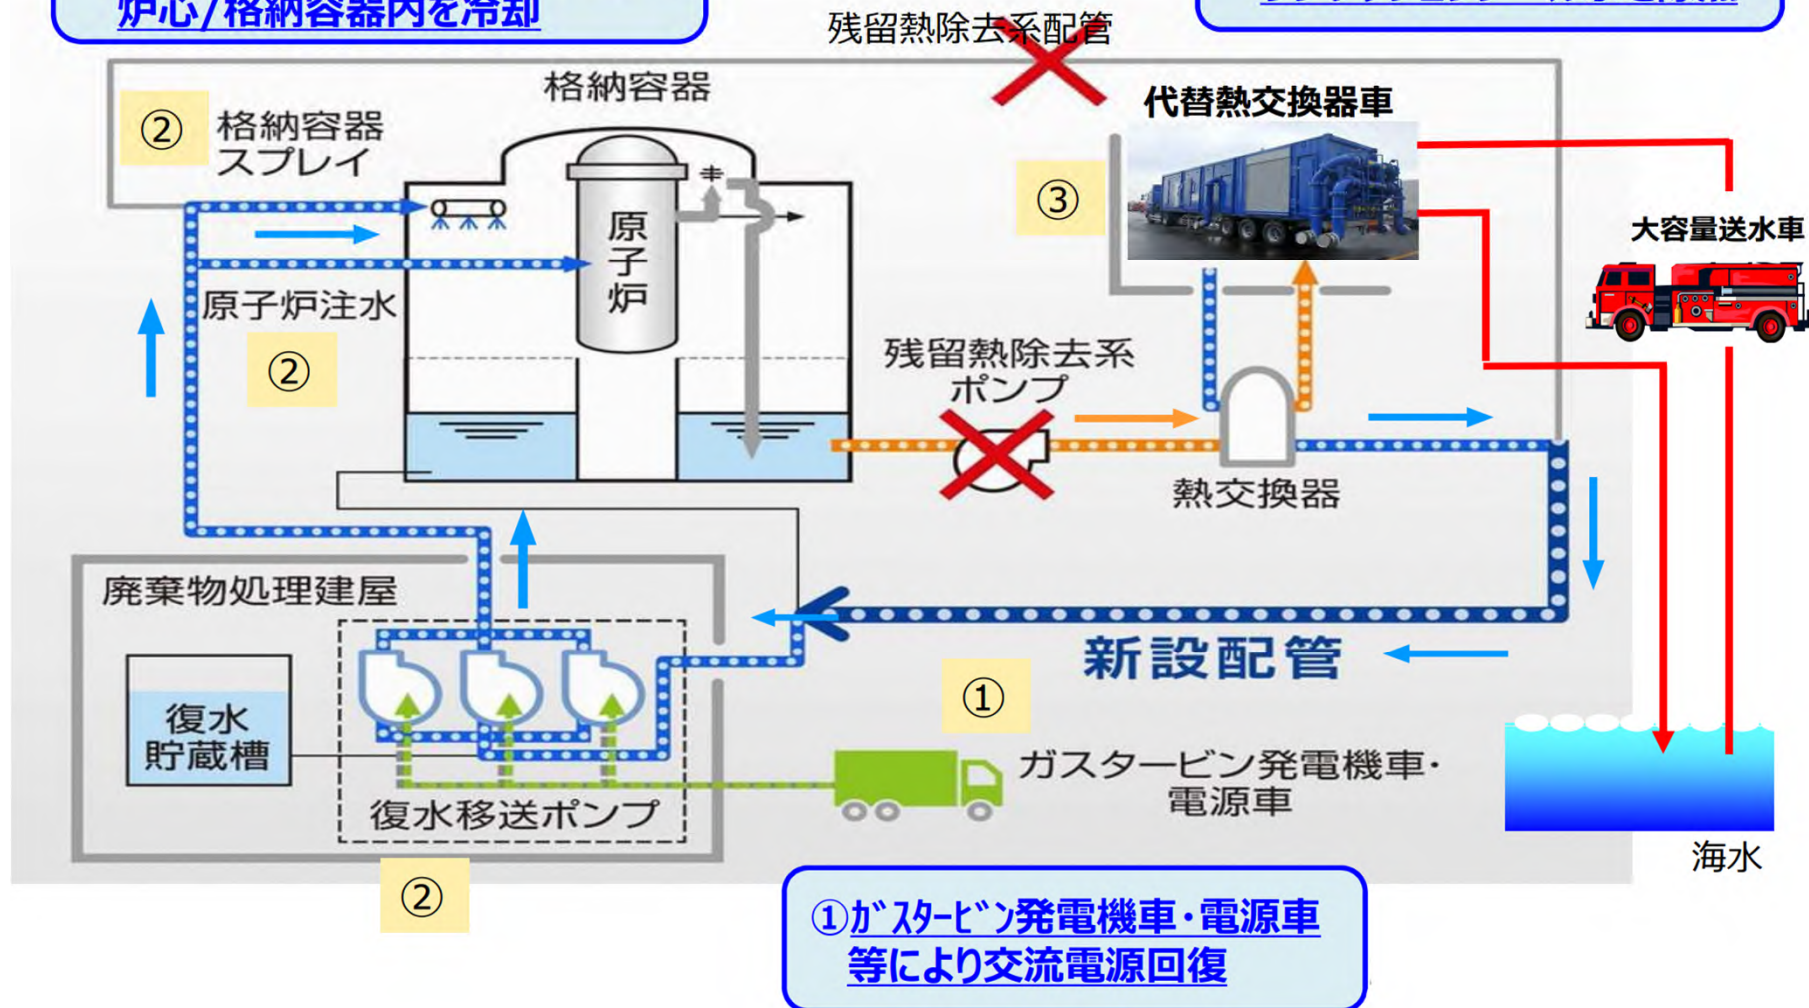 炉心/格納容器内を冷却
残留熱除去系配管
格納容器
代替熱交換器車
②
格納容器
スプレイ
③
原子炉
大容量送水車
原子炉注水
②
残留熱除去系
ポンプ
熱交換器
廃棄物処理建屋
新設配管
①
復水
貯蔵槽
ガスタービン発電機車・
電源車
復水移送ポンプ
海水
②
①ガスタービン発電機車・電源車
等により交流電源回復